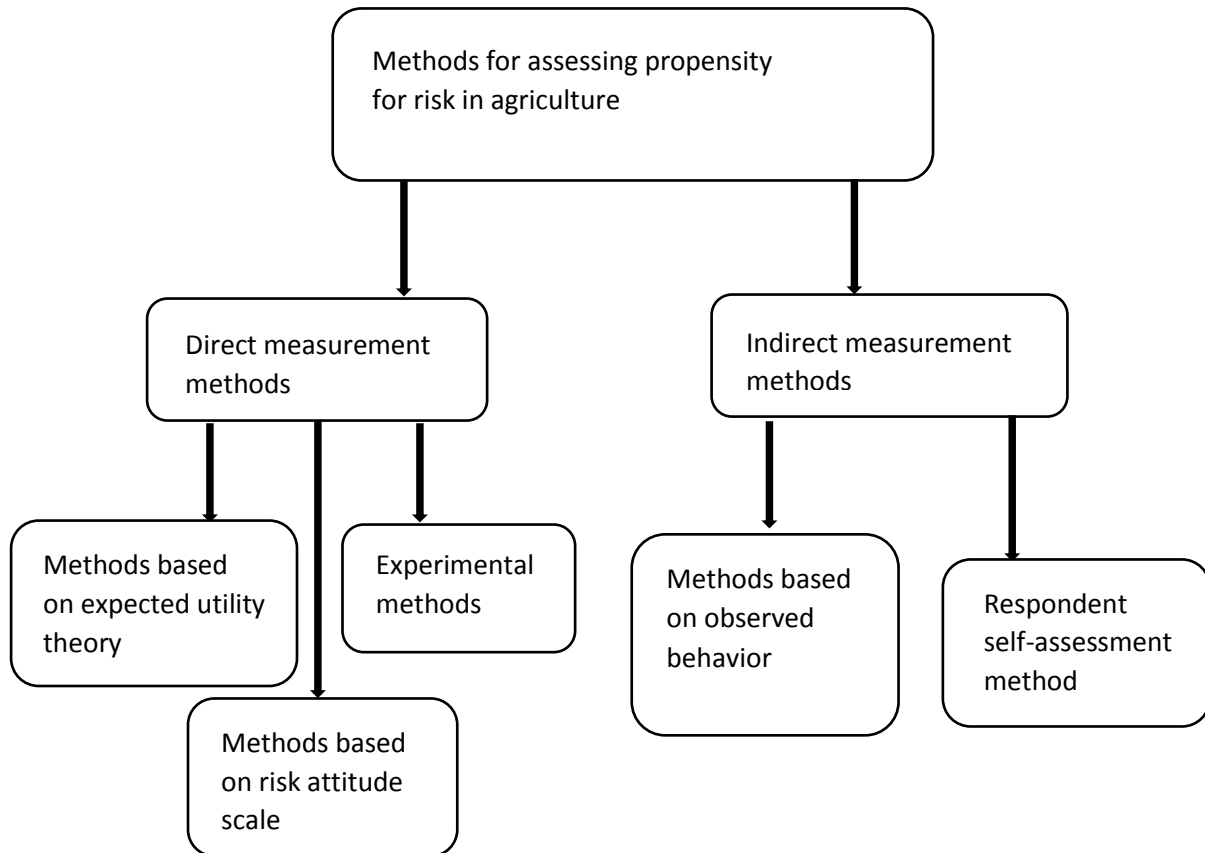 Methods for assessing propensity
for risk in agriculture
Direct measurement
methods
Indirect measurement
methods
Methods based
on expected utility
theory
Experimental
methods
Methods based
on risk attitude
scale
Methods based
on observed
behavior
Respondent
self-assessment
method